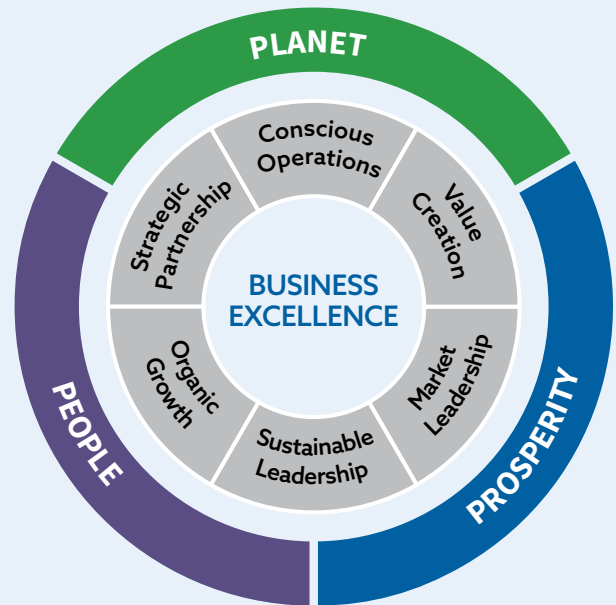 PLANET
Conscious
Operations
Value
Creation
Market
Leadership
Sustainable
Leadership
Organic
Growth
Strategic
Partnership
BUSINESS
EXCELLENCE
PEOPLE
PROSPERITY